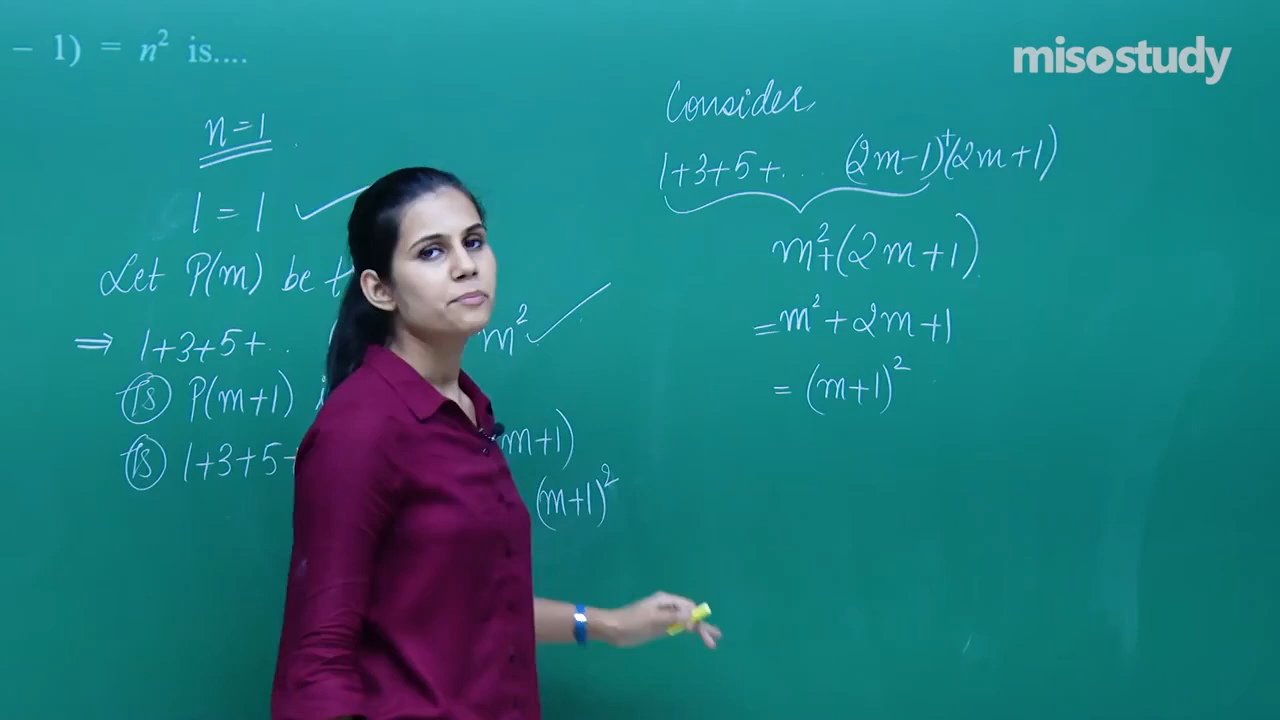 – 1) = n² is....
misostudy
n=1
1 = 1 ✓
Let P(m) be
⇒ 1+3+5+.. m² ✓
Is P(m+1)
Is 1+3+5+ m+1)
(m+1)²
Consider,
1+3+5+.... (2m-1)+(2m+1)
m²+(2m+1).
=m²+2m+1
= (m+1)²